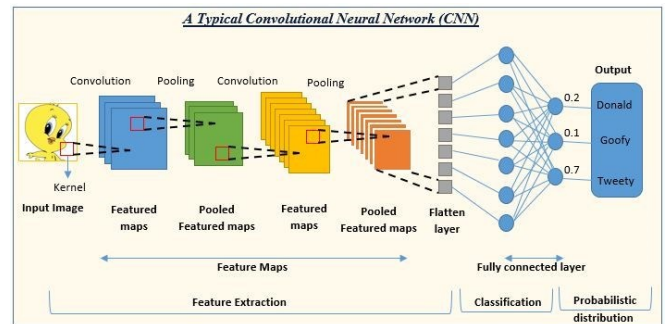 A Typical Convolutional Neural Network (CNN)
Convolution
Pooling
Convolution
Pooling
Output
0.2
Donald
0.1
Goofy
0.7
Tweety
Kernel
Input Image
Featured
maps
Pooled
Featured maps
Featured
maps
Pooled
Featured maps
Flatten
layer
Feature Maps
Fully connected layer
Feature Extraction
Classification
Probabilistic
distribution